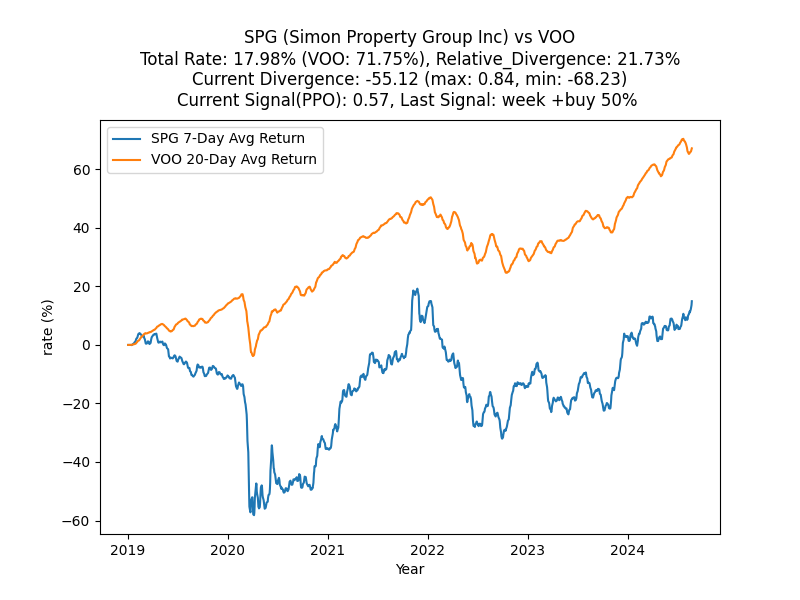 SPG (Simon Property Group Inc) vs VOO
Total Rate: 17.98% (VOO: 71.75%), Relative_Divergence: 21.73%
Current Divergence: -55.12 (max: 0.84, min: -68.23)
Current Signal(PPO): 0.57, Last Signal: week +buy 50%
SPG 7-Day Avg Return
VOO 20-Day Avg Return
rate (%)
60
40
20
0
−20
−40
−60
2019
2020
2021
2022
2023
2024
Year